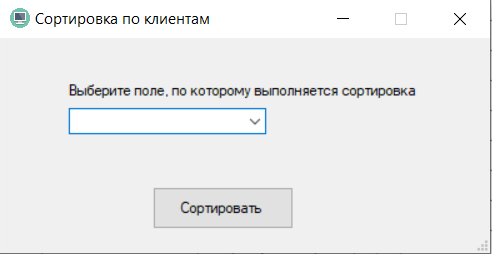 Сортировка по клиентам
Выберите поле, по которому выполняется сортировка
Сортировать